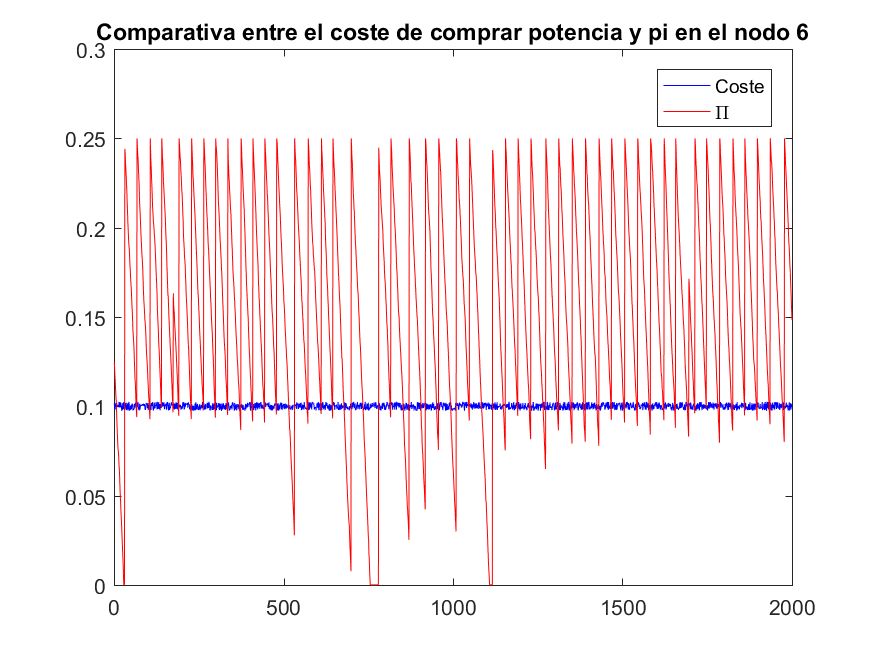 Comparativa entre el coste de comprar potencia y pi en el nodo 6
0.3
Coste
Π
0.25
0.2
0.15
0.1
0.05
0
0 500 1000 1500 2000